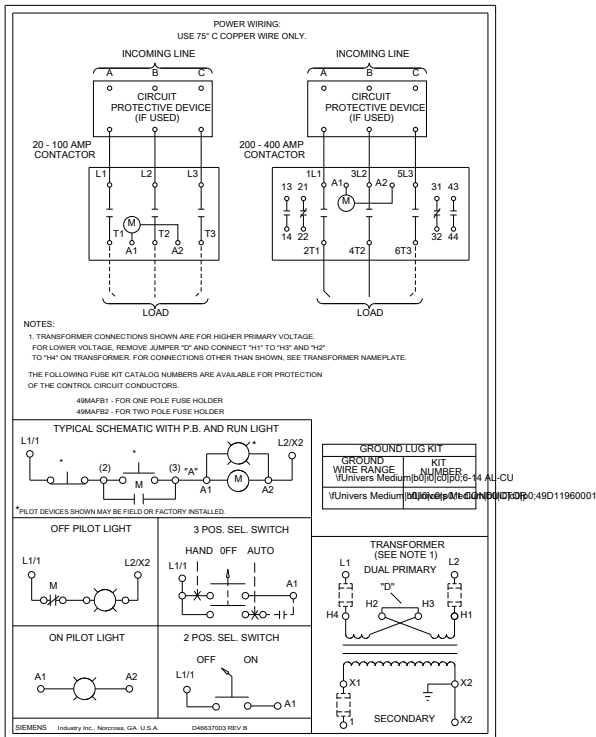 POWER WIRING:
USE 75° C COPPER WIRE ONLY.
INCOMING LINE
A B C
CIRCUIT
PROTECTIVE DEVICE
(IF USED)
20 - 100 AMP
CONTACTOR
L1 L2 L3
M
T1 T2 T3
A1 A2
LOAD
INCOMING LINE
A B C
CIRCUIT
PROTECTIVE DEVICE
(IF USED)
200 - 400 AMP
CONTACTOR
1L1 3L2 5L3
13 21 A1 A2 31 43
M
14 22 32 44
2T1 4T2 6T3
LOAD
NOTES:
1. TRANSFORMER CONNECTIONS SHOWN ARE FOR HIGHER PRIMARY VOLTAGE.
FOR LOWER VOLTAGE, REMOVE JUMPER "D" AND CONNECT "H1" TO "H3" AND "H2"
TO "H4" ON TRANSFORMER. FOR CONNECTIONS OTHER THAN SHOWN, SEE TRANSFORMER NAMEPLATE.
THE FOLLOWING FUSE KIT CATALOG NUMBERS ARE AVAILABLE FOR PROTECTION
OF THE CONTROL CIRCUIT CONDUCTORS.
49MAFB1 - FOR ONE POLE FUSE HOLDER
49MAFB2 - FOR TWO POLE FUSE HOLDER
TYPICAL SCHEMATIC WITH P.B. AND RUN LIGHT
L1/1 L2/X2
* * *
(2) (3) "A"
M A1 M A2
*PILOT DEVICES SHOWN MAY BE FIELD OR FACTORY INSTALLED.
GROUND LUG KIT
GROUND
WIRE RANGE
KIT
NUMBER
\fUnivers Medium|b0|i0|c0|p0;6-14 AL-CU
49D11960001
OFF PILOT LIGHT
L1/1 L2/X2
M
3 POS. SEL. SWITCH
HAND 0FF AUTO
L1/1
A1
ON PILOT LIGHT
A1 A2
2 POS. SEL. SWITCH
OFF ON
L1/1
A1
TRANSFORMER
(SEE NOTE 1)
L1 DUAL PRIMARY L2
"D"
H4 H2 H3 H1
X1 X2
1 SECONDARY X2
SIEMENS Industry Inc., Norcross, GA U.S.A. D46637003 REV B